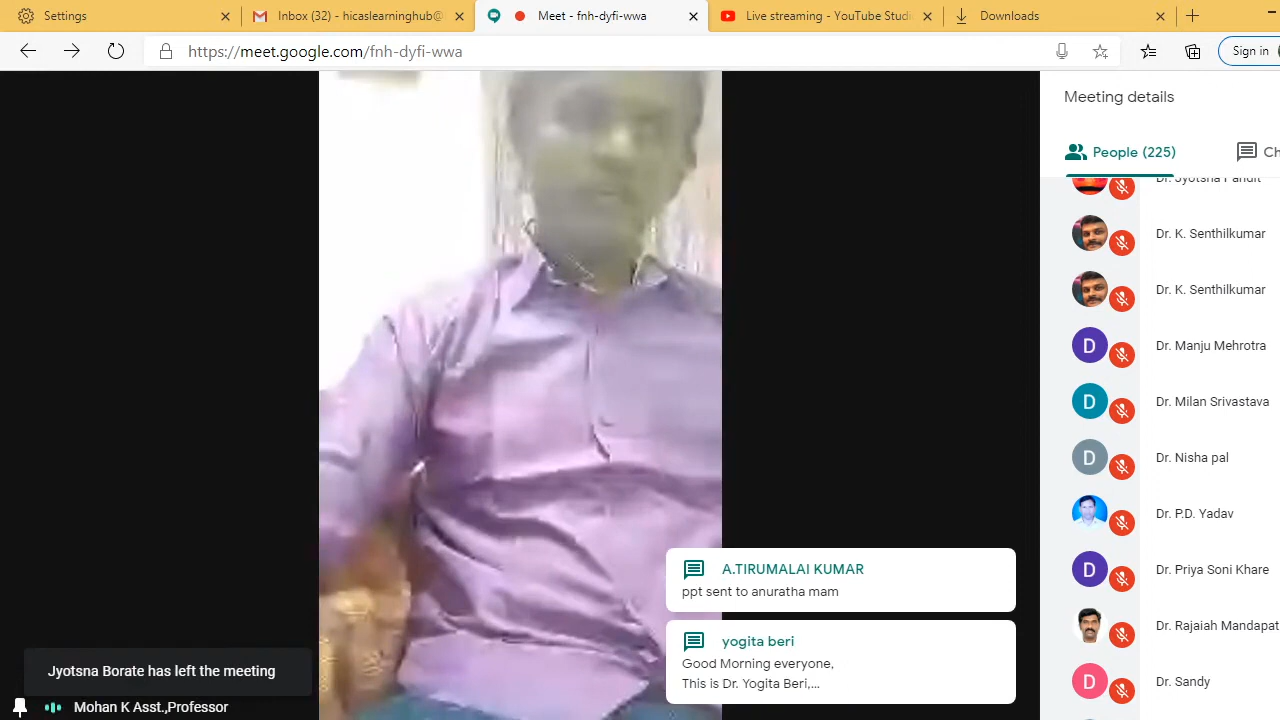 Settings
Inbox (32) - hicaslearninghub@
Meet - fnh-dyfi-wwa
Live streaming - YouTube Studi
Downloads
https://meet.google.com/fnh-dyfi-wwa
Sign in
Meeting details
People (225)
Ch
Dr. Jyotsna Pandit
Dr. K. Senthilkumar
Dr. K. Senthilkumar
D Dr. Manju Mehrotra
D Dr. Milan Srivastava
D Dr. Nisha pal
Dr. P.D. Yadav
D Dr. Priya Soni Khare
Dr. Rajaiah Mandapat
D Dr. Sandy
A.TIRUMALAI KUMAR
ppt sent to anuratha mam
yogita beri
Good Morning everyone,
This is Dr. Yogita Beri,...
Jyotsna Borate has left the meeting
Mohan K Asst.,Professor